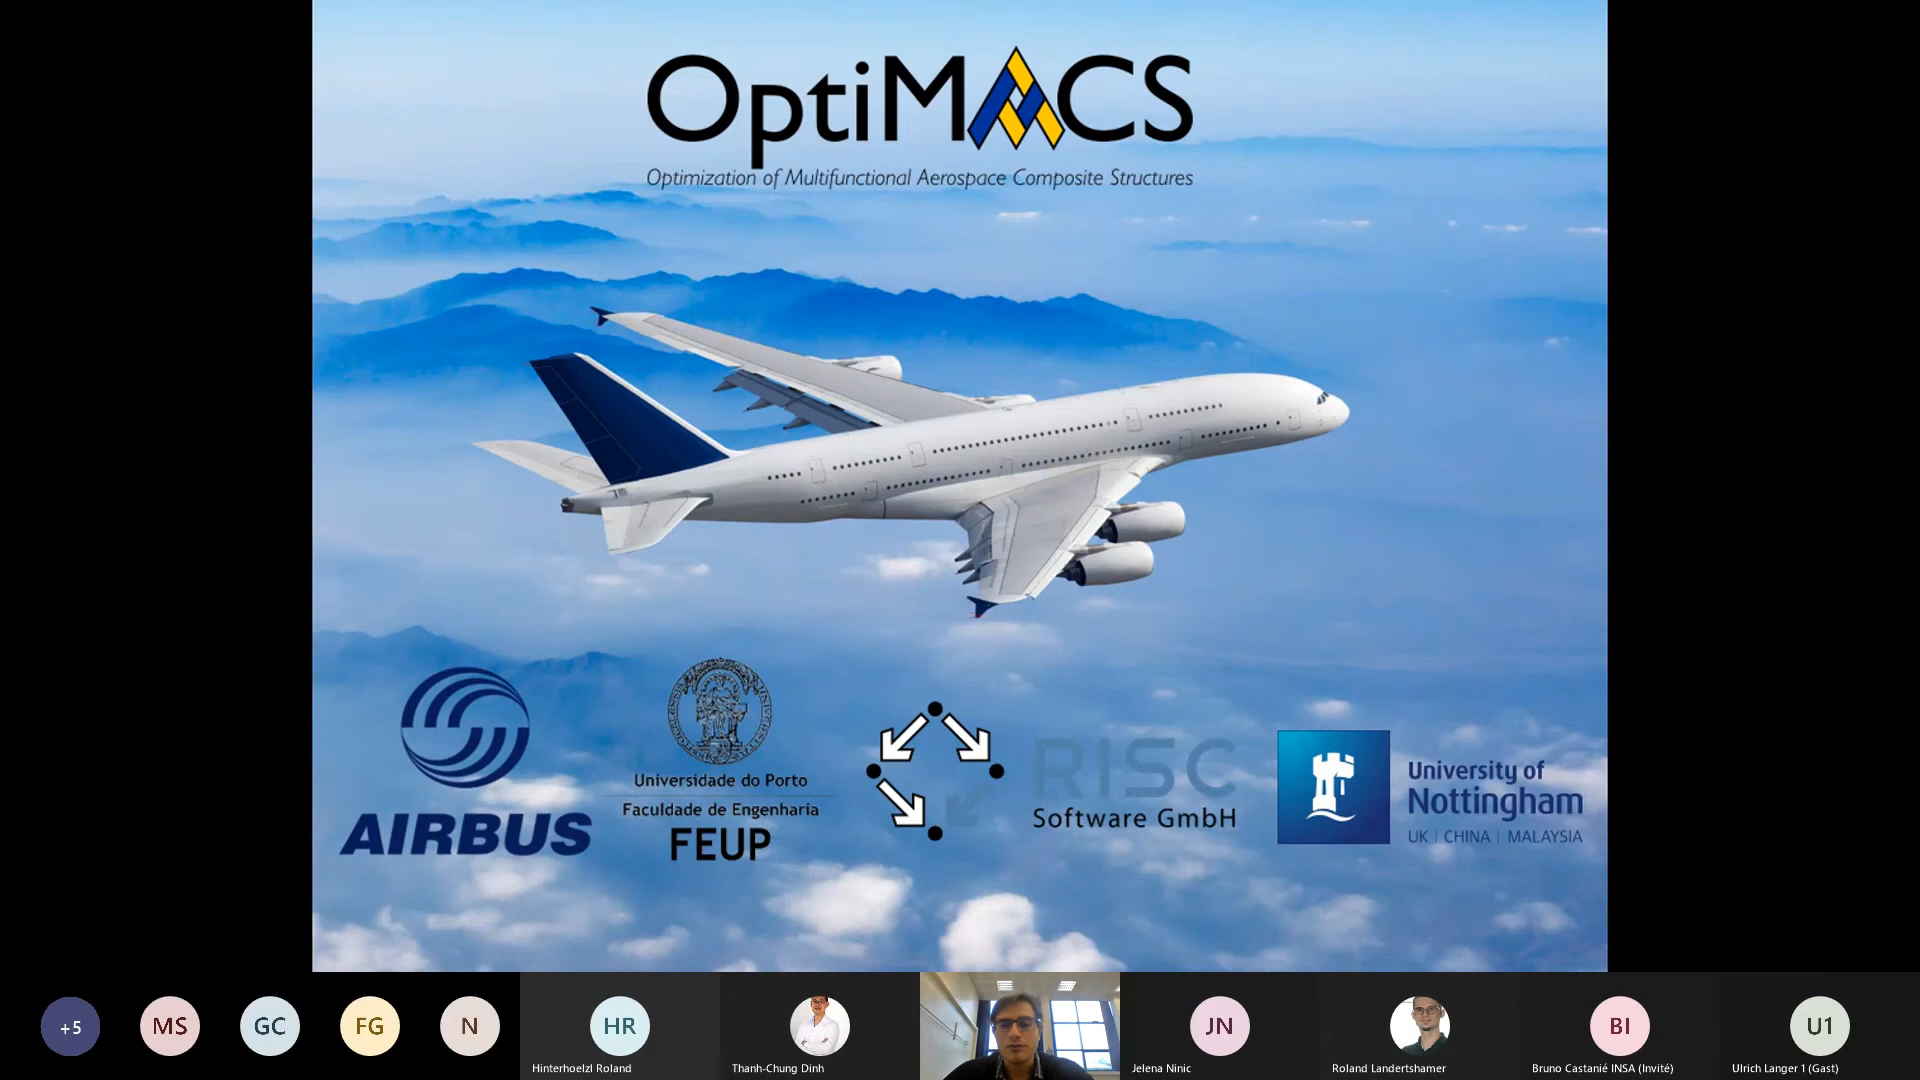 OptiMACS
Optimization of Multifunctional Aerospace Composite Structures
AIRBUS
Universidade do Porto
Faculdade de Engenharia
FEUP
RISC
Software GmbH
University of
Nottingham
UK | CHINA | MALAYSIA
+5
MS
GC
FG
N
HR
Hinterhoelzl Roland
Thanh-Chung Dinh
JN
Jelena Ninic
Roland Landertshamer
BI
Bruno Castanié INSA (Invité)
U1
Ulrich Langer 1 (Gast)